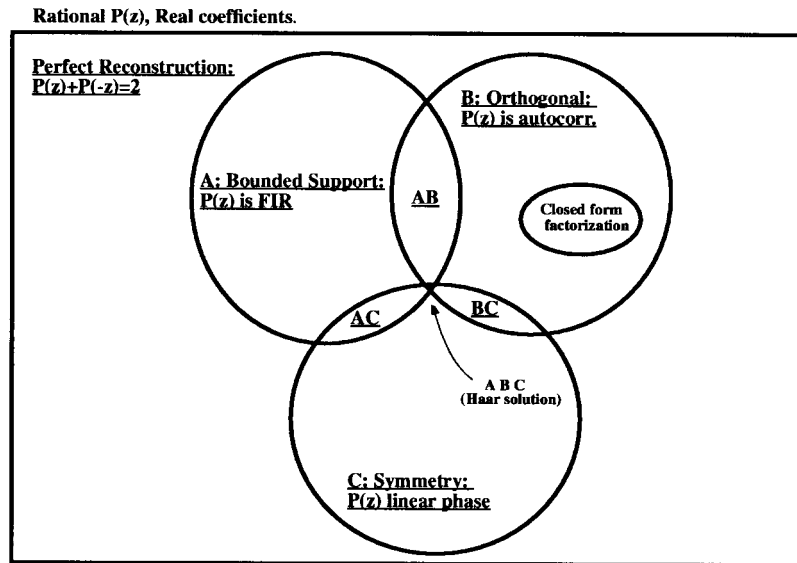 Rational P(z), Real coefficients.
Perfect Reconstruction:
P(z)+P(-z)=2
B: Orthogonal:
P(z) is autocorr.
A: Bounded Support:
P(z) is FIR
AB
Closed form
factorization
AC
BC
A B C
(Haar solution)
C: Symmetry:
P(z) linear phase